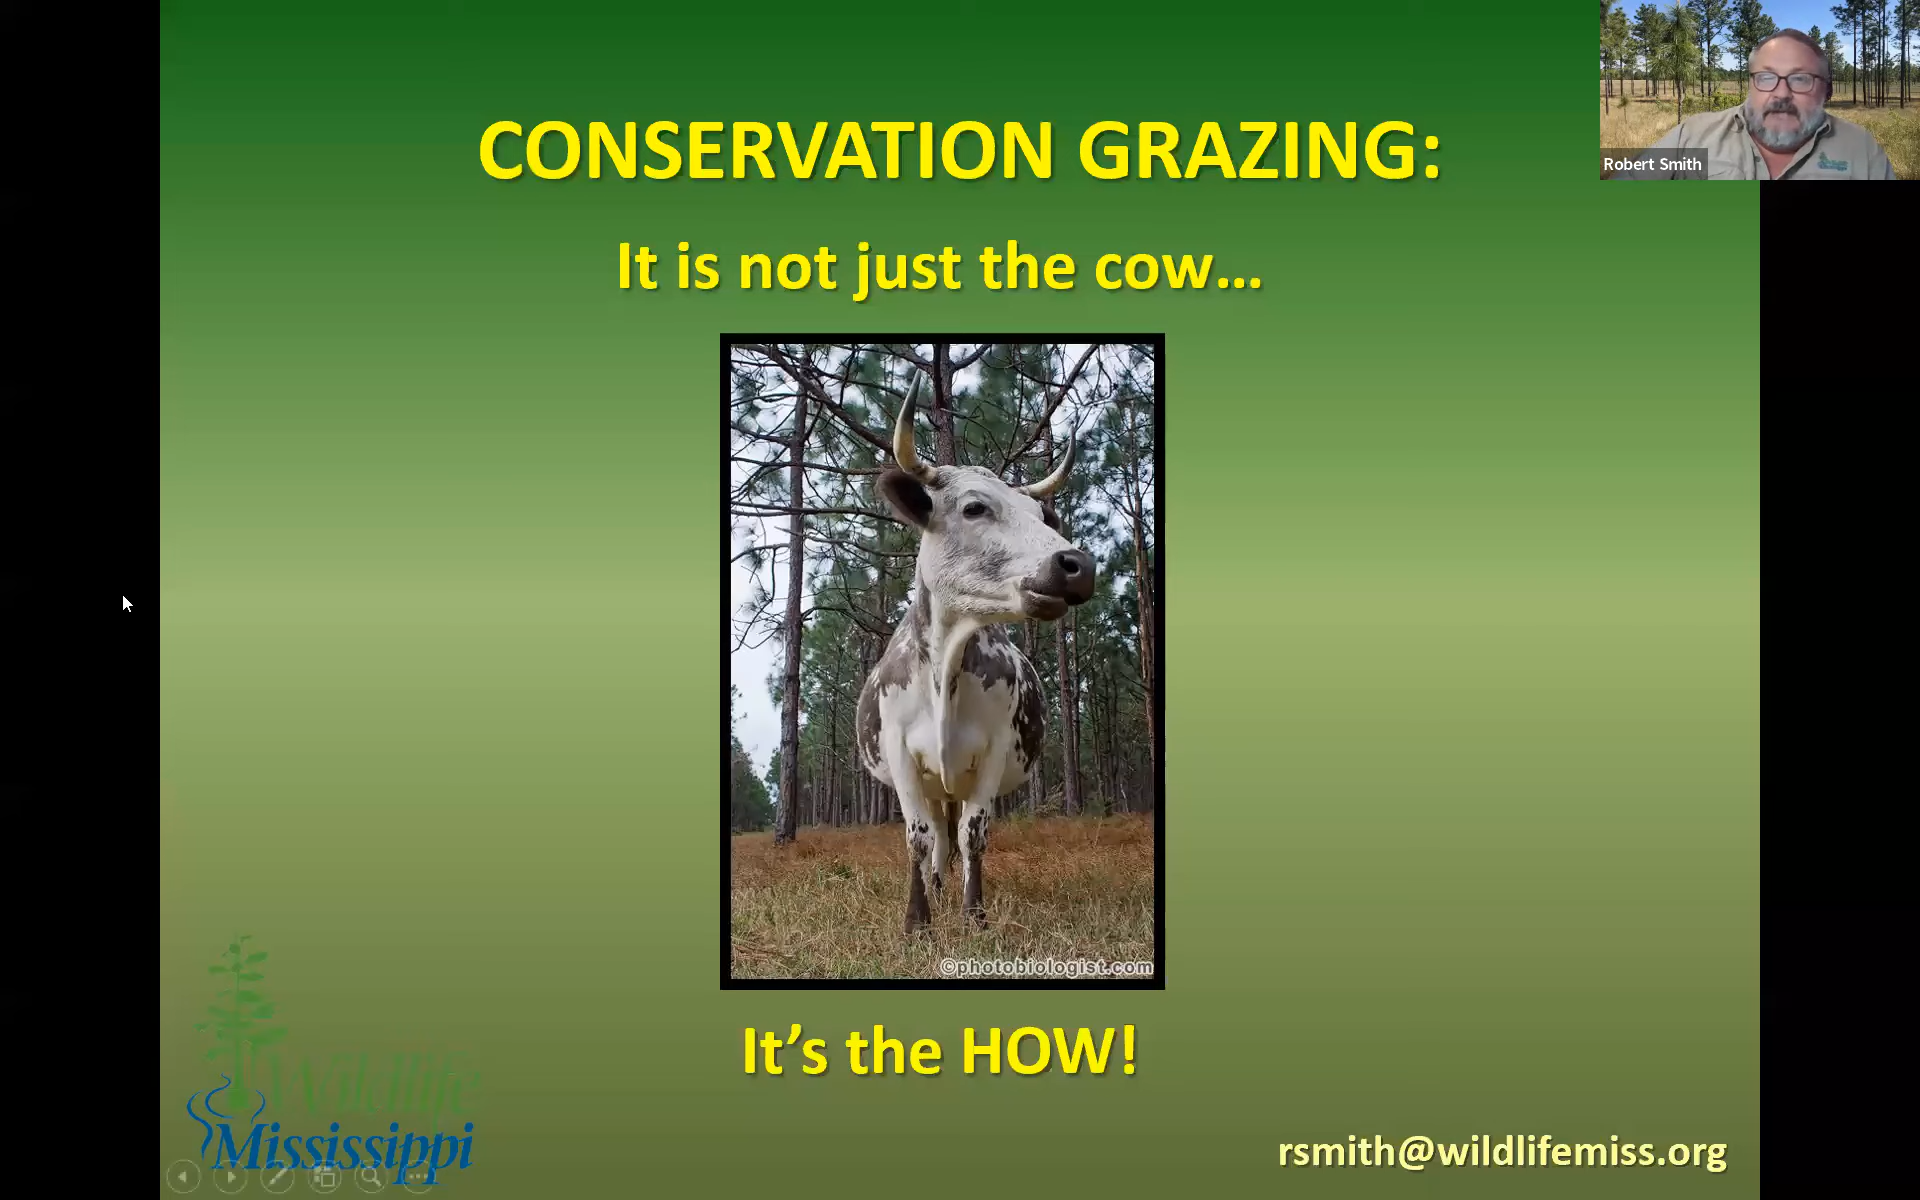 CONSERVATION GRAZING:
Robert Smith
It is not just the cow…
©photobiologist.com
It’s the HOW!
Wildlife
Mississippi
rsmith@wildlifemiss.org